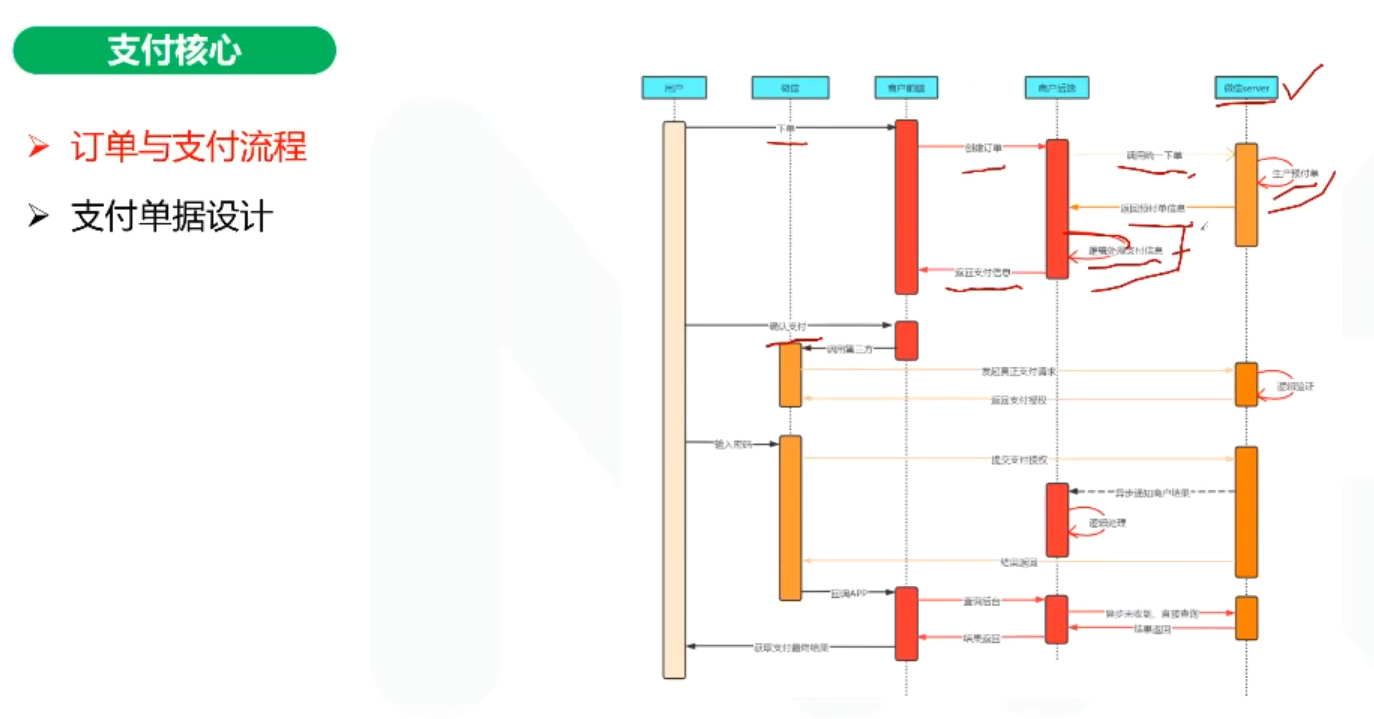 支付核心
订单与支付流程
支付单据设计
用户
微信
商户前端
商户后端
微信server
下单
创建订单
调用统一下单
生产预付单
返回预付单信息
逻辑处理支付信息
返回支付信息
确认支付
调用第三方
发起真正支付请求
逻辑验证
返回支付授权
输入密码
提交支付授权
异步通知商户结果
逻辑处理
结果返回
回调APP
查询后台
异步未收到，直接查询
结果返回
结果返回
获取支付最终结果